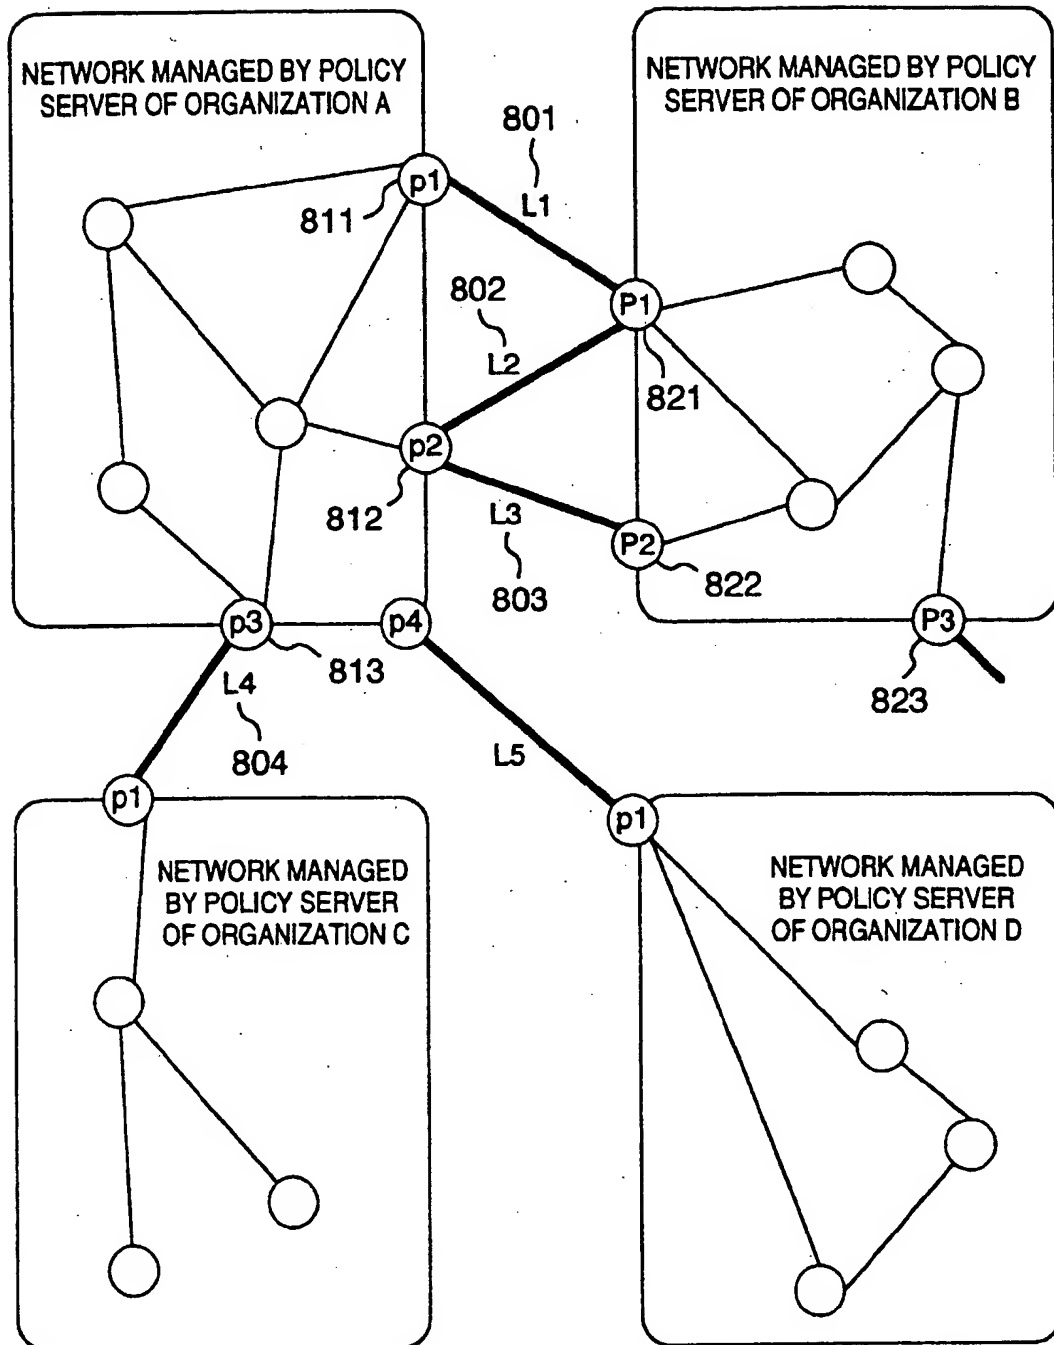 NETWORK MANAGED BY POLICY
SERVER OF ORGANIZATION A
NETWORK MANAGED BY POLICY
SERVER OF ORGANIZATION B
801
p1
811
L1
802
P1
L2
821
p2
812
L3
P2
822
803
p3
p4
P3
813
L4
823
804
L5
p1
p1
NETWORK MANAGED
BY POLICY SERVER
OF ORGANIZATION C
NETWORK MANAGED
BY POLICY SERVER
OF ORGANIZATION D